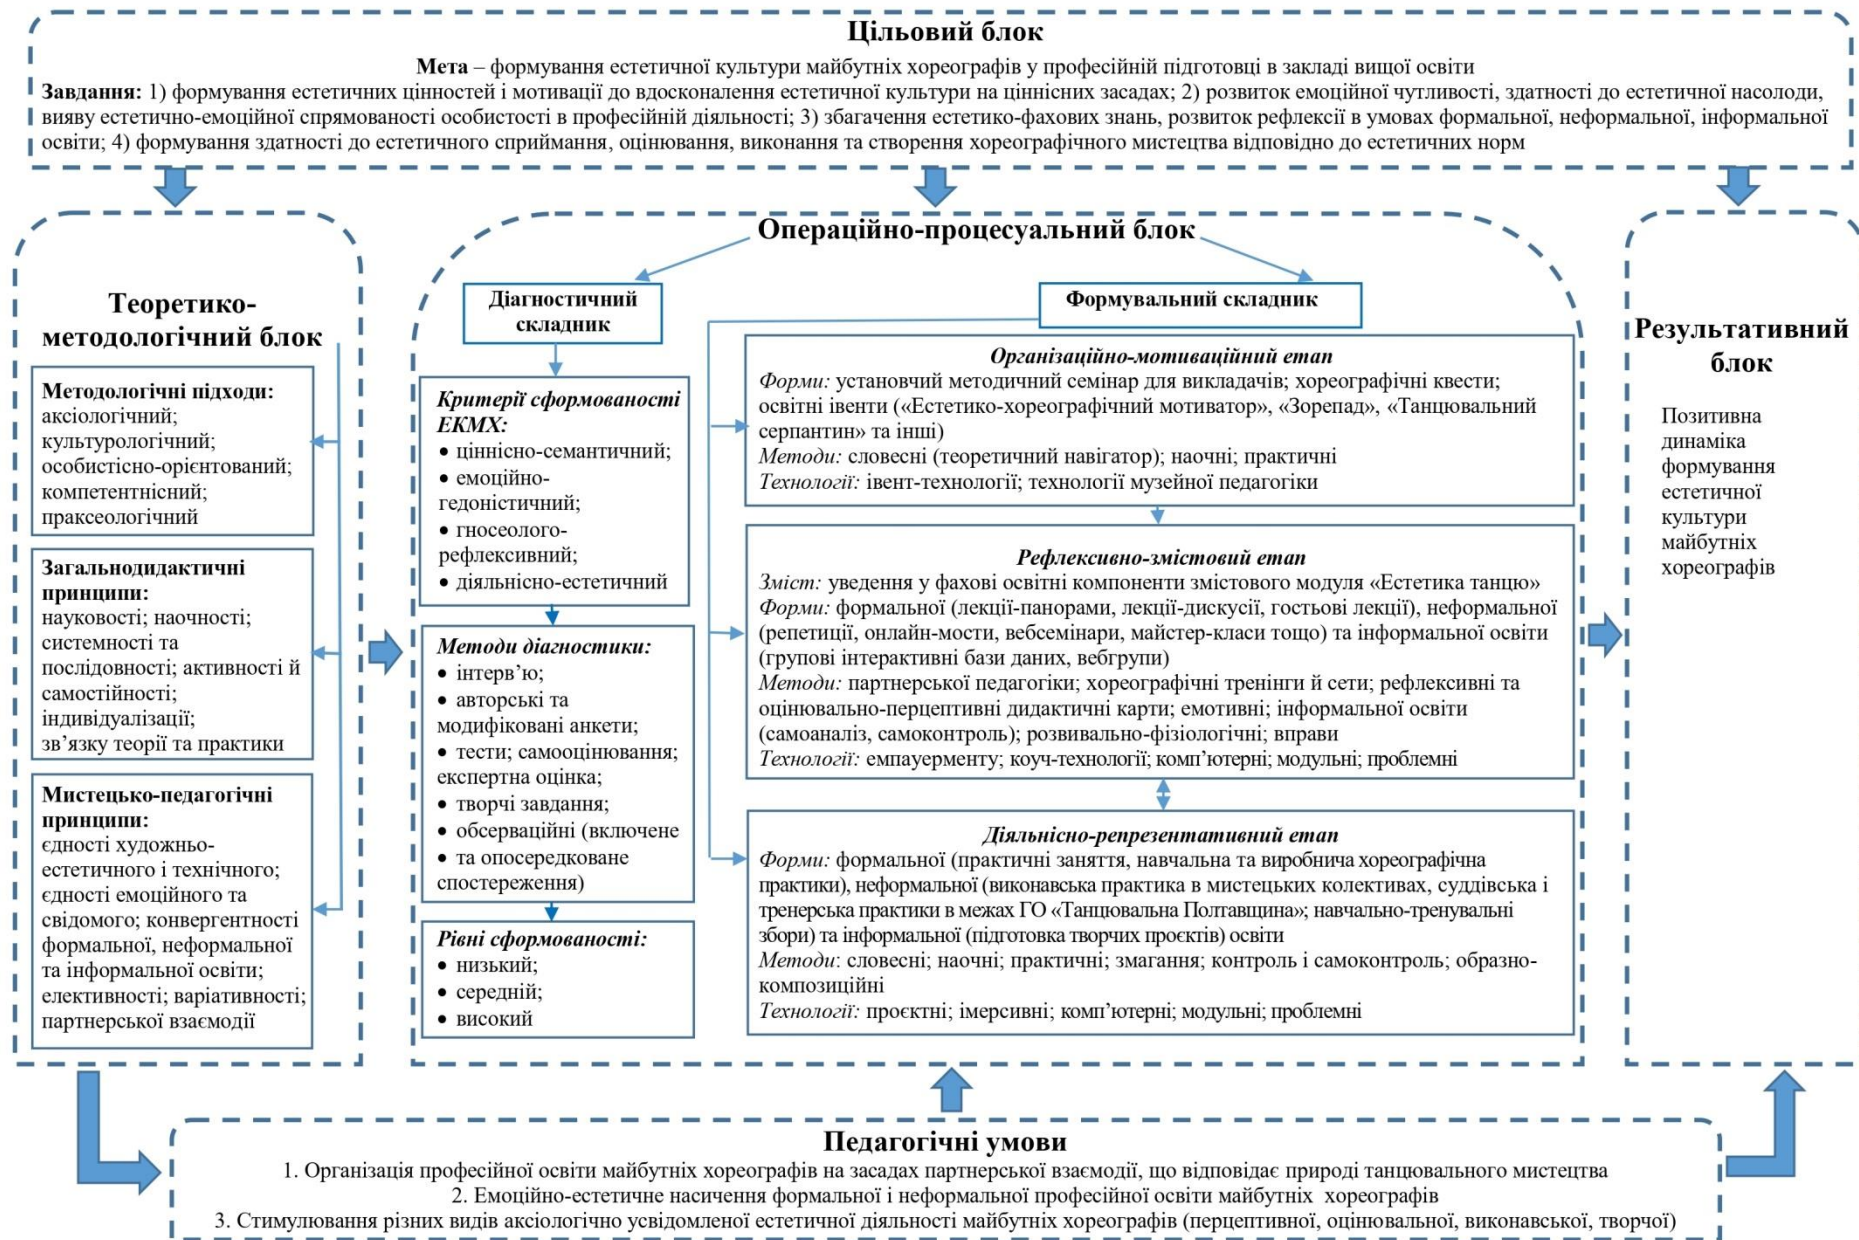 Цільовий блок
Мета – формування естетичної культури майбутніх хореографів у професійній підготовці в закладі вищої освіти
Завдання: 1) формування естетичних цінностей і мотивації до вдосконалення естетичної культури на ціннісних засадах; 2) розвиток емоційної чутливості, здатності до естетичної насолоди,
вияву естетично-емоційної спрямованості особистості в професійній діяльності; 3) збагачення естетико-фахових знань, розвиток рефлексії в умовах формальної, неформальної, інформальної
освіти; 4) формування здатності до естетичного сприймання, оцінювання, виконання та створення хореографічного мистецтва відповідно до естетичних норм
Теоретико-
методологічний блок
Методологічні підходи:
аксіологічний;
культурологічний;
особистісно-орієнтований;
компетентнісний;
праксеологічний
Загальнодидактичні
принципи:
науковості; наочності;
системності та
послідовності; активності й
самостійності;
індивідуалізації;
зв’язку теорії та практики
Мистецько-педагогічні
принципи:
єдності художньо-
естетичного і технічного;
єдності емоційного та
свідомого; конвергентності
формальної, неформальної
та інформальної освіти;
елективності; варіативності;
партнерської взаємодії
Операційно-процесуальний блок
Діагностичний
складник
Критерії сформованості
ЕКМХ:
• ціннісно-семантичний;
• емоційно-
гедоністичний;
• гносеолого-
рефлексивний;
• діяльнісно-естетичний
Методи діагностики:
• інтерв’ю;
• авторські та
модифіковані анкети;
• тести; самооцінювання;
експертна оцінка;
• творчі завдання;
• обсерваційні (включене
• та опосередковане
спостереження)
Рівні сформованості:
• низький;
• середній;
• високий
Формувальний складник
Організаційно-мотиваційний етап
Форми: установчий методичний семінар для викладачів; хореографічні квести;
освітні івенти («Естетико-хореографічний мотиватор», «Зорепад», «Танцювальний
серпантин» та інші)
Методи: словесні (теоретичний навігатор); наочні; практичні
Технології: івент-технології; технології музейної педагогіки
Рефлексивно-змістовий етап
Зміст: уведення у фахові освітні компоненти змістового модуля «Естетика танцю»
Форми: формальної (лекції-панорами, лекції-дискусії, гостьові лекції), неформальної
(репетиції, онлайн-мости, вебсемінари, майстер-класи тощо) та інформальної освіти
(групові інтерактивні бази даних, вебгрупи)
Методи: партнерської педагогіки; хореографічні тренінги й сети; рефлексивні та
оцінювально-перцептивні дидактичні карти; емотивні; інформальної освіти
(самоаналіз, самоконтроль); розвивально-фізіологічні; вправи
Технології: емпауерменту; коуч-технології; комп’ютерні; модульні; проблемні
Діяльнісно-репрезентативний етап
Форми: формальної (практичні заняття, навчальна та виробнича хореографічна
практики), неформальної (виконавська практика в мистецьких колективах, суддівська і
тренерська практики в межах ГО «Танцювальна Полтавщина»; навчально-тренувальні
збори) та інформальної (підготовка творчих проєктів) освіти
Методи: словесні; наочні; практичні; змагання; контроль і самоконтроль; образно-
композиційні
Технології: проєктні; імерсивні; комп’ютерні; модульні; проблемні
Результативний
блок
Позитивна
динаміка
формування
естетичної
культури
майбутніх
хореографів
Педагогічні умови
1. Організація професійної освіти майбутніх хореографів на засадах партнерської взаємодії, що відповідає природі танцювального мистецтва
2. Емоційно-естетичне насичення формальної і неформальної професійної освіти майбутніх хореографів
3. Стимулювання різних видів аксіологічно усвідомленої естетичної діяльності майбутніх хореографів (перцептивної, оцінювальної, виконавської, творчої)